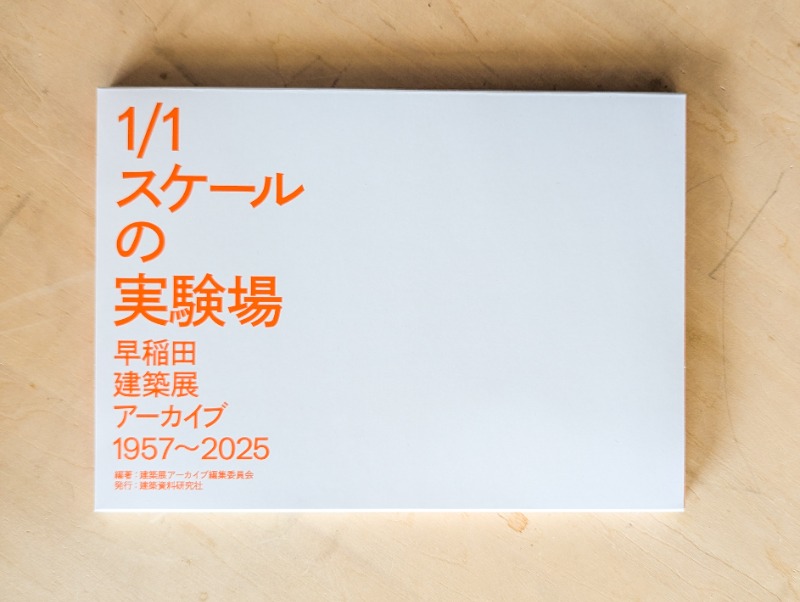 1/1
スケール
の
実験場
早稲田
建築展
アーカイブ
1957〜2025
編著：建築展アーカイブ編集委員会
発行：建築資料研究社